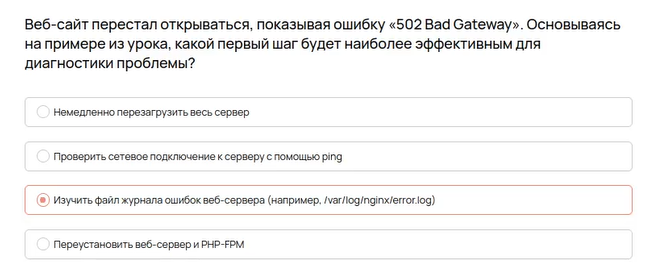 Веб-сайт перестал открываться, показывая ошибку «502 Bad Gateway». Основываясь
на примере из урока, какой первый шаг будет наиболее эффективным для
диагностики проблемы?
Немедленно перезагрузить весь сервер
Проверить сетевое подключение к серверу с помощью ping
Изучить файл журнала ошибок веб-сервера (например, /var/log/nginx/error.log)
Переустановить веб-сервер и PHP-FPM